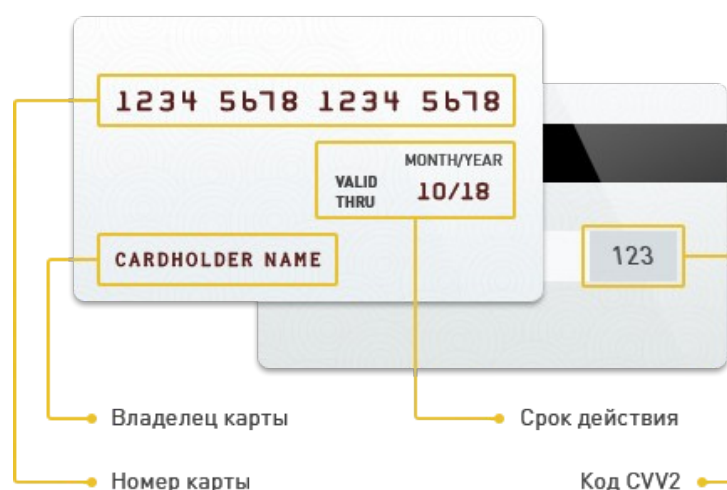 1234 5678 1234 5678
MONTH/YEAR
VALID
THRU
10/18
CARDHOLDER NAME
123
Владелец карты
Срок действия
Номер карты
Код CVV2